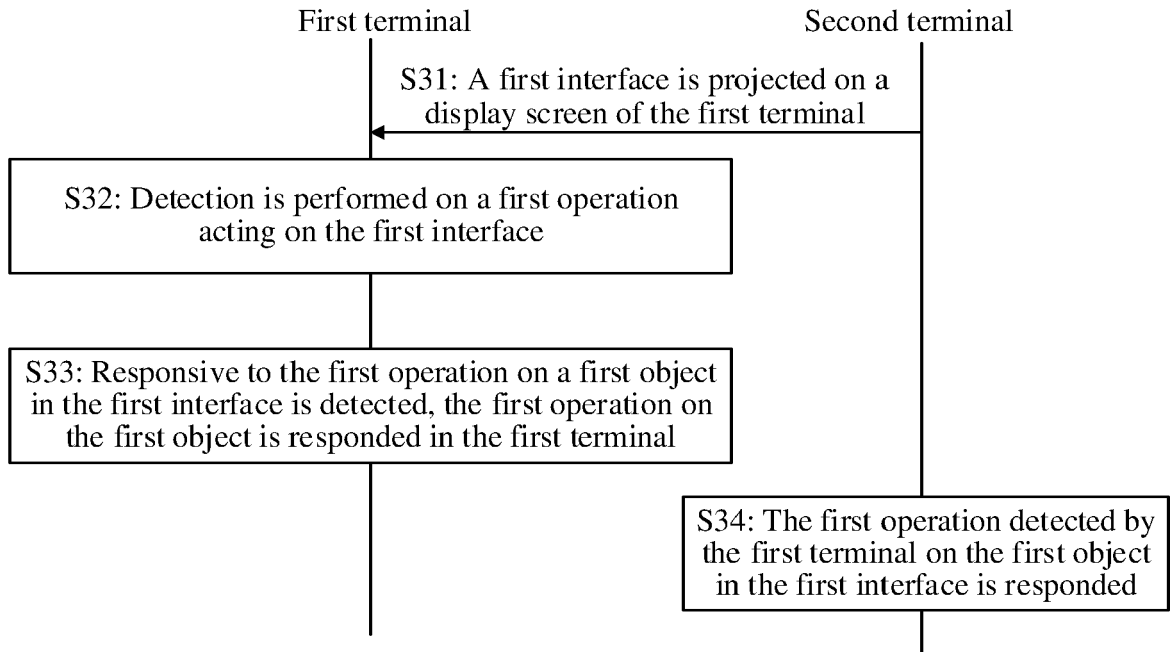 First terminal
Second terminal
S31: A first interface is projected on a
display screen of the first terminal
S32: Detection is performed on a first operation
acting on the first interface
S33: Responsive to the first operation on a first object
in the first interface is detected, the first operation on
the first object is responded in the first terminal
S34: The first operation detected by
the first terminal on the first object
in the first interface is responded